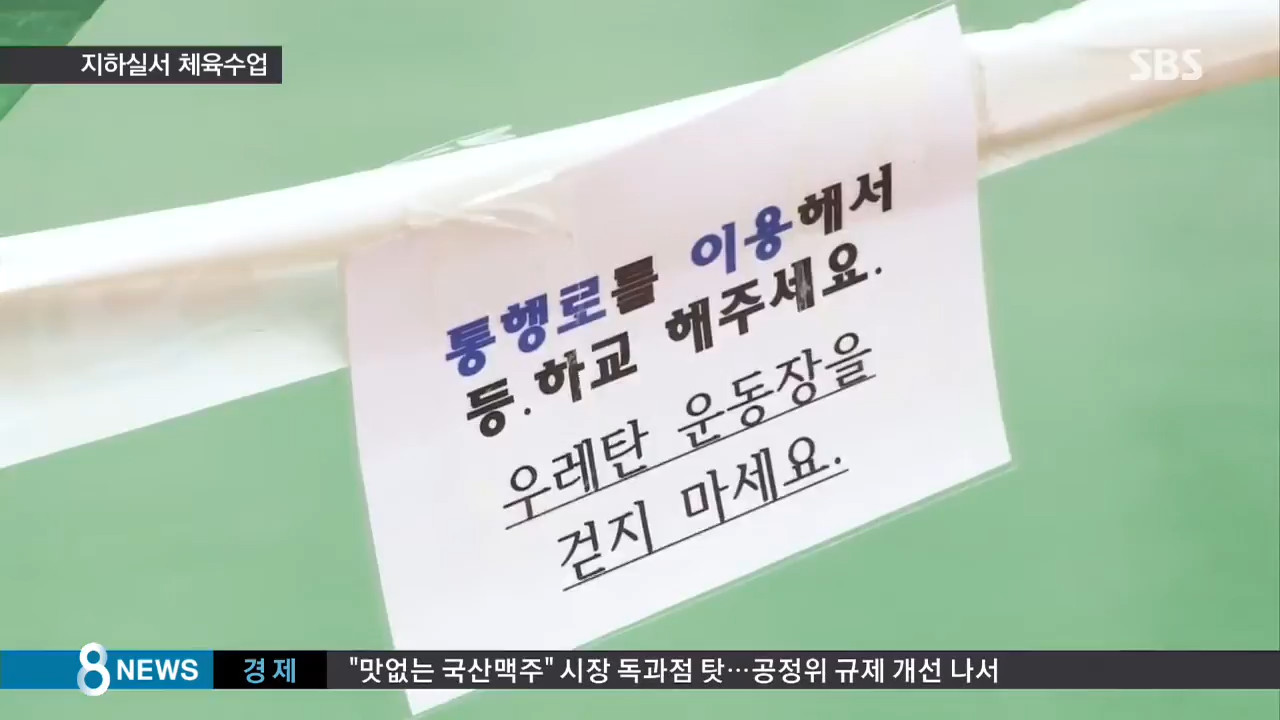 지하실서 체육수업
SBS
통행로를 이용해서
등.하교 해주세요.
우레탄 운동장을
걷지 마세요.
8 NEWS
경제
"맛없는 국산맥주" 시장 독과점 탓…공정위 규제 개선 나서